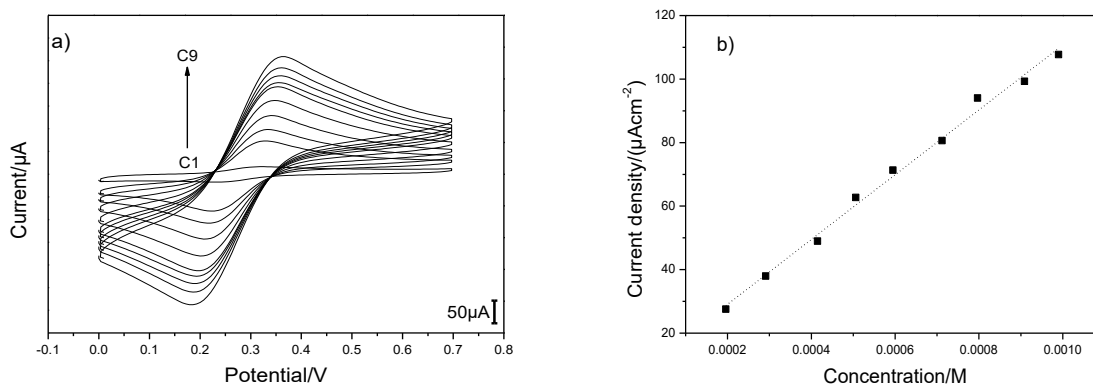 a)
C9
C1
Current/µA
50µA
-0.1 0.0 0.1 0.2 0.3 0.4 0.5 0.6 0.7 0.8
Potential/V
b)
120
100
80
60
40
20
Current density/(µAcm⁻²)
0.0002 0.0004 0.0006 0.0008 0.0010
Concentration/M